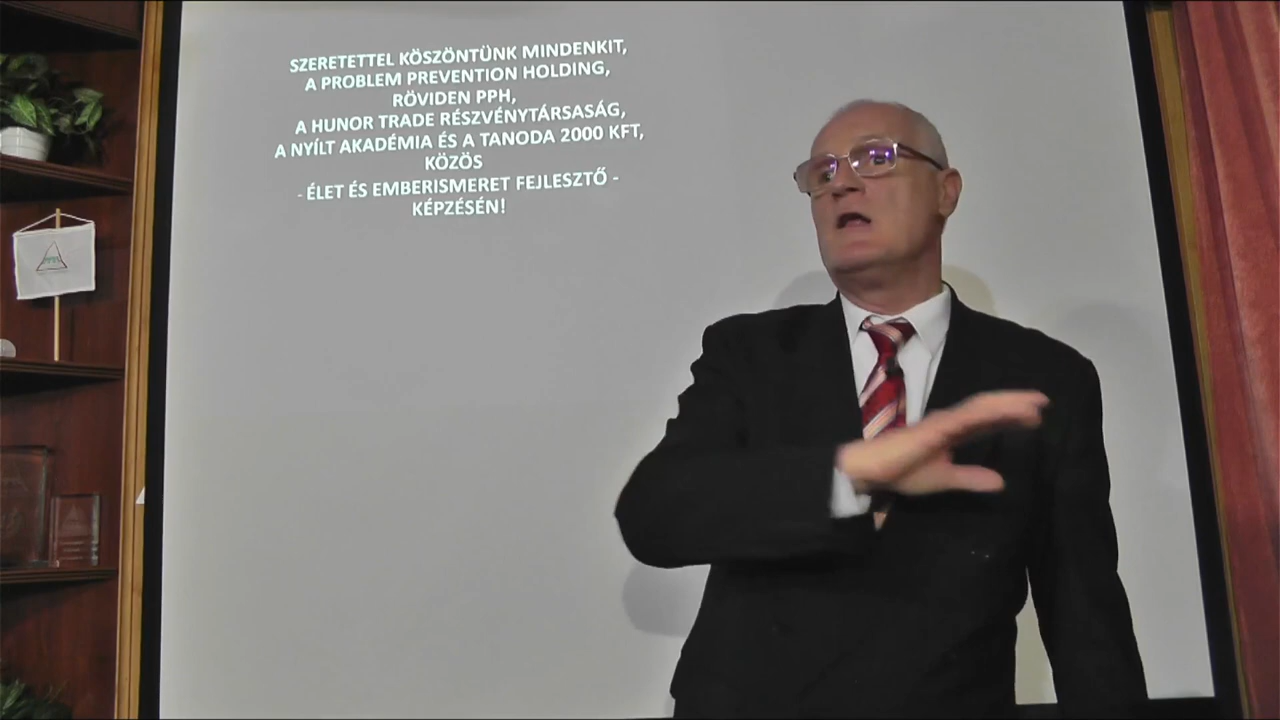 SZERETETTEL KÖSZÖNTÜNK MINDENKIT,
A PROBLEM PREVENTION HOLDING,
RÖVIDEN PPH,
A HUNOR TRADE RÉSZVÉNYTÁRSASÁG,
A NYÍLT AKADÉMIA ÉS A TANODA 2000 KFT,
KÖZÖS
- ÉLET ÉS EMBERISMERET FEJLESZTŐ -
KÉPZÉSÉN!